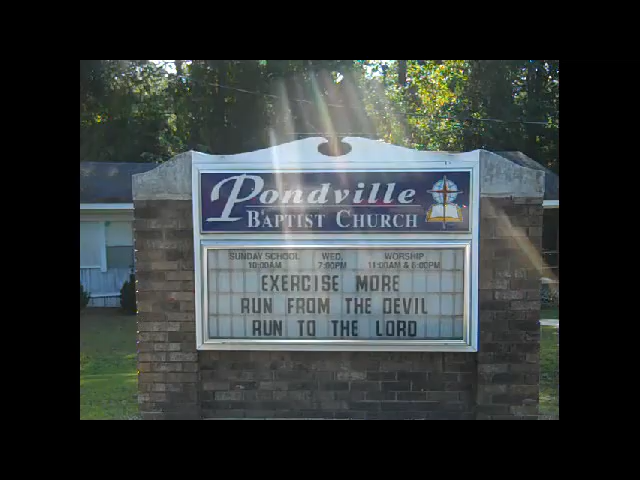 Pondville
BAPTIST CHURCH
SUNDAY SCHOOL WED. WORSHIP
10:00AM 7:00PM 11:00AM & 6:00PM
EXERCISE MORE
RUN FROM THE DEVIL
RUN TO THE LORD